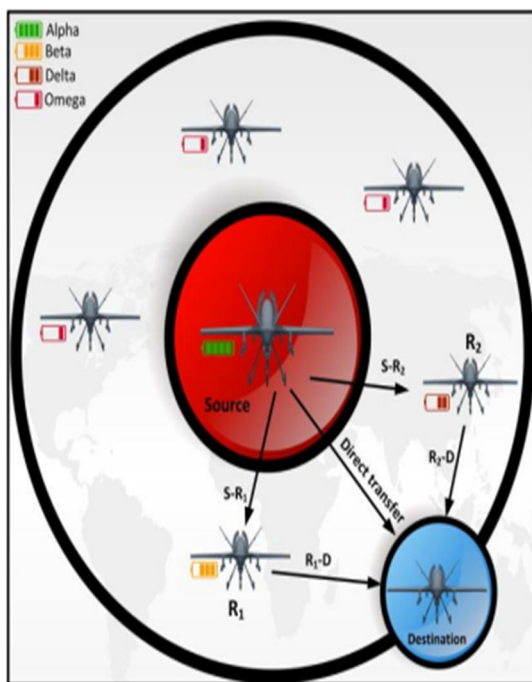 Alpha
Beta
Delta
Omega
R₂
S-R₂
Source
Direct transfer
R₂-D
S-R₁
R₁-D
R₁
Destination